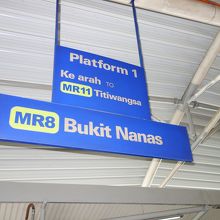 Platform 1
Ke arah TO
MR11 Titiwangsa
MR8 Bukit Nanas